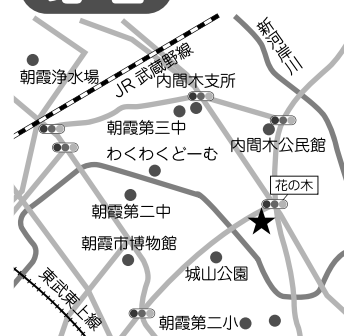 新河岸川
朝霞浄水場
JR武蔵野線
内間木支所
朝霞第三中
内間木公民館
わくわくどーむ
花の木
朝霞第二中
朝霞市博物館
城山公園
東武東上線
朝霞第二小